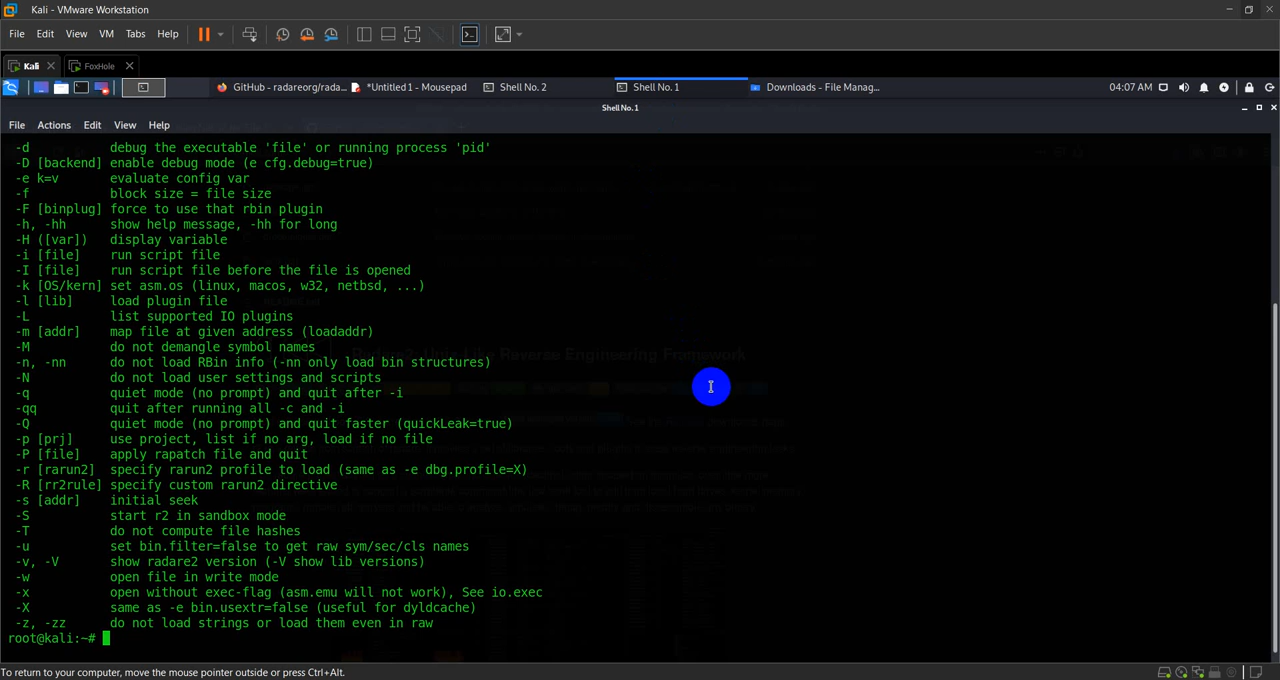 Kali - VMware Workstation
File Edit View VM Tabs Help
Kali FoxHole
GitHub - radareorg/rada... *Untitled 1 - Mousepad Shell No. 2 Shell No. 1 Downloads - File Manag... 04:07 AM
Shell No. 1
File Actions Edit View Help
-d debug the executable 'file' or running process 'pid'
-D [backend] enable debug mode (e cfg.debug=true)
-e k=v evaluate config var
-f block size = file size
-F [binplug] force to use that rbin plugin
-h, -hh show help message, -hh for long
-H ([var]) display variable
-i [file] run script file
-I [file] run script file before the file is opened
-k [OS/kern] set asm.os (linux, macos, w32, netbsd, ...)
-l [lib] load plugin file
-L list supported IO plugins
-m [addr] map file at given address (loadaddr)
-M do not demangle symbol names
-n, -nn do not load RBin info (-nn only load bin structures)
-N do not load user settings and scripts
-q quiet mode (no prompt) and quit after -i
-qq quit after running all -c and -i
-Q quiet mode (no prompt) and quit faster (quickLeak=true)
-p [prj] use project, list if no arg, load if no file
-P [file] apply rapatch file and quit
-r [rarun2] specify rarun2 profile to load (same as -e dbg.profile=X)
-R [rr2rule] specify custom rarun2 directive
-s [addr] initial seek
-S start r2 in sandbox mode
-T do not compute file hashes
-u set bin.filter=false to get raw sym/sec/cls names
-v, -V show radare2 version (-V show lib versions)
-w open file in write mode
-x open without exec-flag (asm.emu will not work), See io.exec
-X same as -e bin.usextr=false (useful for dyldcache)
-z, -zz do not load strings or load them even in raw
root@kali:~#
To return to your computer, move the mouse pointer outside or press Ctrl+Alt.